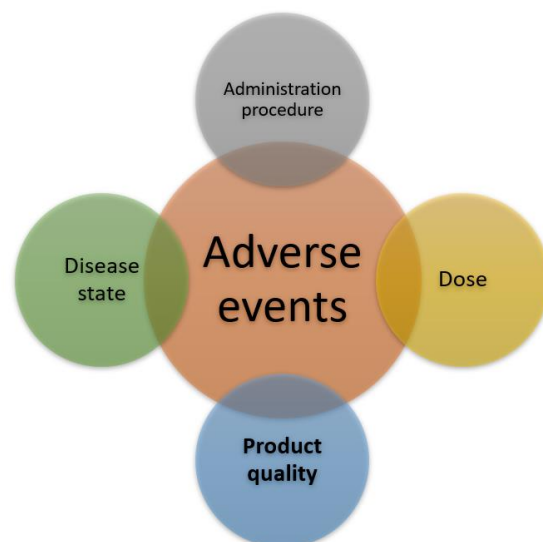 Administration
procedure
Disease
state
Adverse
events
Dose
Product
quality